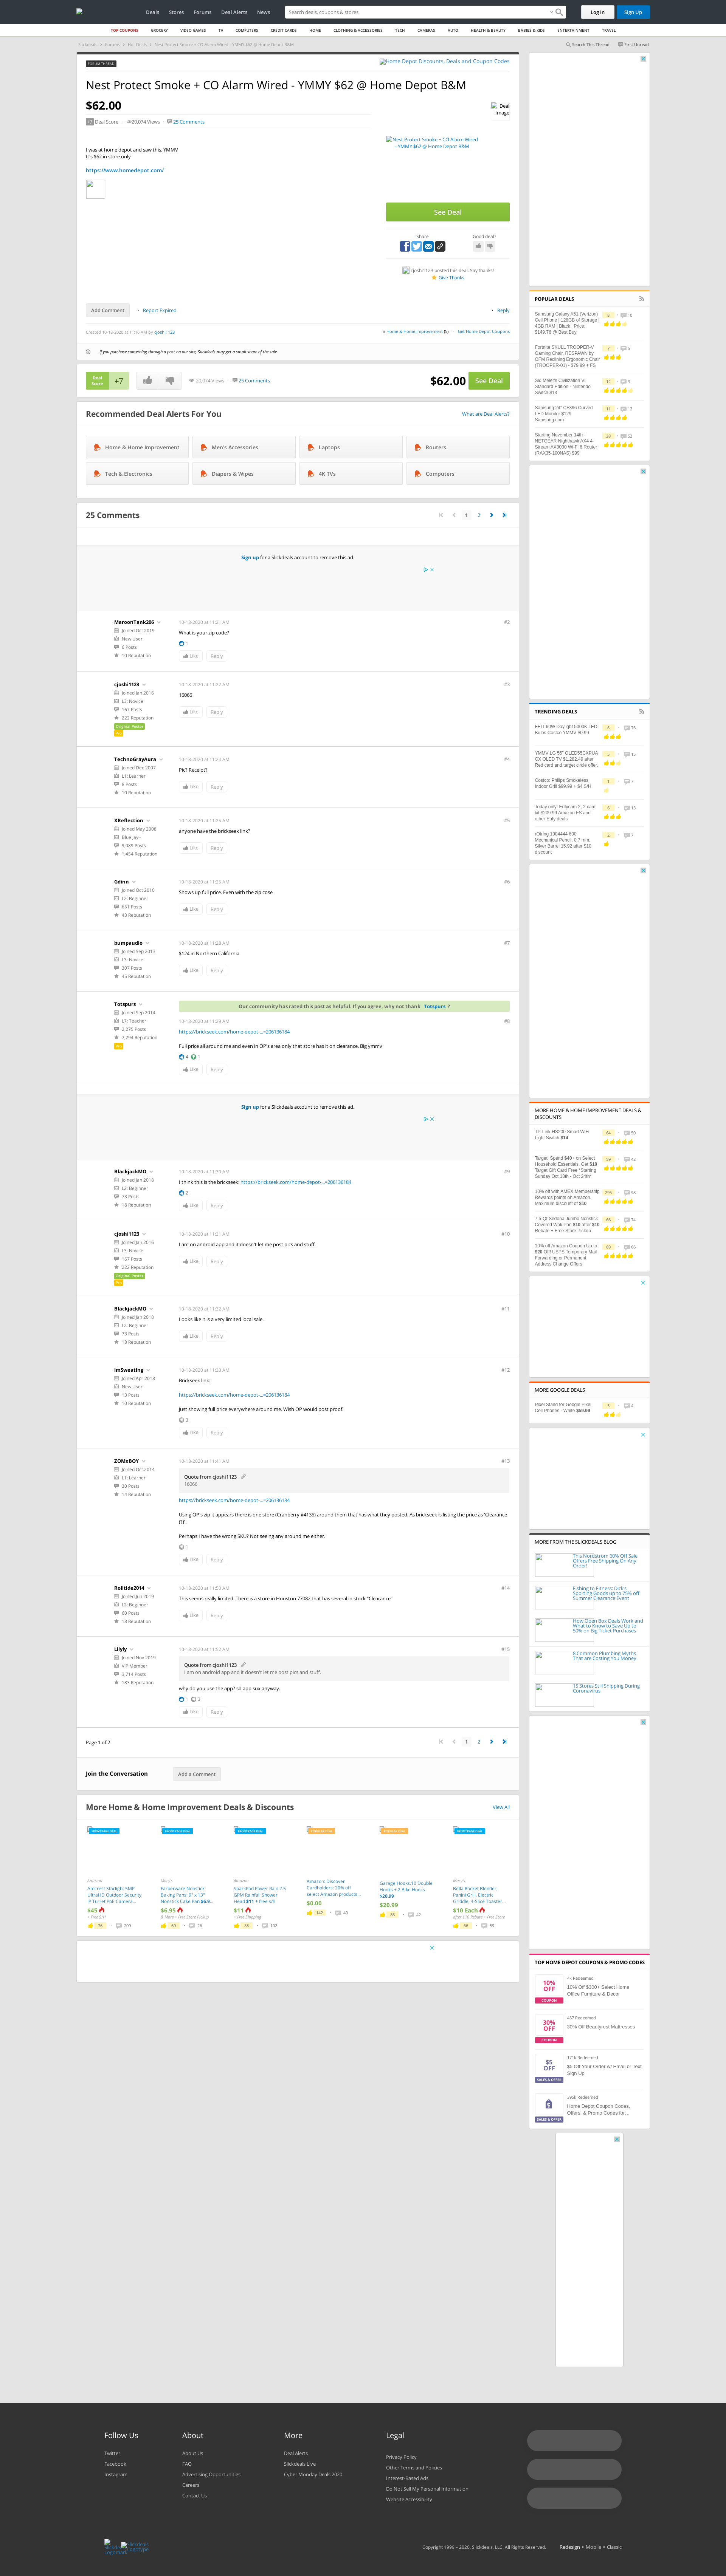 Deals Stores Forums Deal Alerts News
Search deals, coupons & stores
Log In Sign Up
TOP COUPONS GROCERY VIDEO GAMES TV COMPUTERS CREDIT CARDS HOME CLOTHING & ACCESSORIES TECH CAMERAS AUTO HEALTH & BEAUTY BABIES & KIDS ENTERTAINMENT TRAVEL
Slickdeals > Forums > Hot Deals > Nest Protect Smoke + CO Alarm Wired - YMMY $62 @ Home Depot B&M
Search This Thread First Unread
FORUM THREAD
Home Depot Discounts, Deals and Coupon Codes
Nest Protect Smoke + CO Alarm Wired - YMMY $62 @ Home Depot B&M
$62.00
+7 Deal Score 20,074 Views 25 Comments
Deal Image
I was at home depot and saw this. YMMV
It's $62 in store only
https://www.homedepot.com/
Nest Protect Smoke + CO Alarm Wired - YMMY $62 @ Home Depot B&M
See Deal
Share Good deal?
cjoshi1123 posted this deal. Say thanks!
Give Thanks
Add Comment Report Expired Reply
Created 10-18-2020 at 11:16 AM by cjoshi1123
in Home & Home Improvement (5) Get Home Depot Coupons
If you purchase something through a post on our site, Slickdeals may get a small share of the sale.
Deal Score +7 20,074 Views 25 Comments $62.00 See Deal
Recommended Deal Alerts For You
What are Deal Alerts?
Home & Home Improvement Men's Accessories Laptops Routers
Tech & Electronics Diapers & Wipes 4K TVs Computers
25 Comments
1 2
Sign up for a Slickdeals account to remove this ad.
MaroonTank206
Joined Oct 2019
New User
6 Posts
10 Reputation
10-18-2020 at 11:21 AM
#2
What is your zip code?
1
Like Reply
cjoshi1123
Joined Jan 2016
L3: Novice
167 Posts
222 Reputation
Original Poster
Pro
10-18-2020 at 11:22 AM
#3
16066
Like Reply
TechnoGrayAura
Joined Dec 2007
L1: Learner
8 Posts
10 Reputation
10-18-2020 at 11:24 AM
#4
Pic? Receipt?
Like Reply
XReflection
Joined May 2008
Blue Jay~
9,089 Posts
1,454 Reputation
10-18-2020 at 11:25 AM
#5
anyone have the brickseek link?
Like Reply
Gdinn
Joined Oct 2010
L2: Beginner
651 Posts
43 Reputation
10-18-2020 at 11:25 AM
#6
Shows up full price. Even with the zip code
Like Reply
bumpaudio
Joined Sep 2013
L3: Novice
307 Posts
45 Reputation
10-18-2020 at 11:28 AM
#7
$124 in Northern California
Like Reply
Totspurs
Joined Sep 2014
L7: Teacher
2,275 Posts
7,794 Reputation
Pro
Our community has rated this post as helpful. If you agree, why not thank Totspurs ?
10-18-2020 at 11:29 AM
#8
https://brickseek.com/home-depot-...=206136184
Full price all around me and even in OP's area only that store has it on clearance. Big ymmv
4 1
Like Reply
Sign up for a Slickdeals account to remove this ad.
BlackjackMO
Joined Jan 2018
L2: Beginner
73 Posts
18 Reputation
10-18-2020 at 11:30 AM
#9
I think this is the brickseek: https://brickseek.com/home-depot-...=206136184
2
Like Reply
cjoshi1123
Joined Jan 2016
L3: Novice
167 Posts
222 Reputation
Original Poster
Pro
10-18-2020 at 11:31 AM
#10
I am on android app and it doesn't let me post pics and stuff.
Like Reply
BlackjackMO
Joined Jan 2018
L2: Beginner
73 Posts
18 Reputation
10-18-2020 at 11:32 AM
#11
Looks like it is a very limited local sale.
Like Reply
ImSweating
Joined Apr 2018
New User
13 Posts
10 Reputation
10-18-2020 at 11:33 AM
#12
Brickseek link:
https://brickseek.com/home-depot-...=206136184
Just showing full price everywhere around me. Wish OP would post proof.
3
Like Reply
ZOMxBOY
Joined Oct 2014
L1: Learner
30 Posts
14 Reputation
10-18-2020 at 11:41 AM
#13
Quote from cjoshi1123
16066
https://brickseek.com/home-depot-...=206136184
Using OP's zip it appears there is one store (Cranberry #4135) around them that has what they posted. As brickseek is listing the price as 'Clearance (?)'.
Perhaps I have the wrong SKU? Not seeing any around me either.
1
Like Reply
Rolltide2014
Joined Jun 2019
L2: Beginner
60 Posts
18 Reputation
10-18-2020 at 11:50 AM
#14
This seems really limited. There is a store in Houston 77062 that has several in stock "Clearance"
Like Reply
Lilyly
Joined Nov 2019
VIP Member
3,714 Posts
183 Reputation
10-18-2020 at 11:52 AM
#15
Quote from cjoshi1123
I am on android app and it doesn't let me post pics and stuff.
why do you use the app? sd app sux anyway.
1 3
Like Reply
Page 1 of 2
1 2
Join the Conversation
Add a Comment
More Home & Home Improvement Deals & Discounts
View All
FRONTPAGE DEAL FRONTPAGE DEAL FRONTPAGE DEAL POPULAR DEAL POPULAR DEAL FRONTPAGE DEAL
Amazon
Amcrest Starlight 5MP UltraHD Outdoor Security IP Turret PoE Camera...
$45
+ Free S/H
76 209
Macy's
Farberware Nonstick Baking Pans: 9" x 13" Nonstick Cake Pan $6.9...
$6.95
& More + Free Store Pickup
69 26
Amazon
SparkPod Power Rain 2.5 GPM Rainfall Shower Head $11 + free s/h
$11
+ Free Shipping
95 102
Amazon: Discover Cardholders: 20% off select Amazon products...
$0.00
142 40
Garage Hooks,10 Double Hooks + 2 Bike Hooks $20.99
$20.99
86 42
Macy's
Bella Rocket Blender, Panini Grill, Electric Griddle, 4-Slice Toaster...
$10 Each
after $10 Rebate + Free Store
66 59
POPULAR DEALS
Samsung Galaxy A51 (Verizon) Cell Phone | 128GB of Storage | 4GB RAM | Black | Price: $149.76 @ Best Buy
8 10
Fortnite SKULL TROOPER-V Gaming Chair, RESPAWN by OFM Reclining Ergonomic Chair (TROOPER-01) - $79.99 + FS
7 5
Sid Meier's Civilization VI Standard Edition - Nintendo Switch $13
12 9
Samsung 24" CF396 Curved LED Monitor $129 Samsung.com
11 12
Starting November 14th - NETGEAR Nighthawk AX4 4-Stream AX3000 Wi-Fi 6 Router (RAX35-100NAS) $99
28 52
TRENDING DEALS
FEIT 60W Daylight 5000K LED Bulbs Costco YMMV $0.99
6 76
YMMV LG 55" OLED55CXPUA CX OLED TV $1,282.49 after Red card and target circle offer.
5 15
Costco: Philips Smokeless Indoor Grill $99.99 + $4 S/H
1 7
Today only! Eufycam 2, 2 cam kit $209.99 Amazon FS and other Eufy deals
6 13
rOtring 1904444 600 Mechanical Pencil, 0.7 mm, Silver Barrel 15.92 after $10 discount
2 7
MORE HOME & HOME IMPROVEMENT DEALS & DISCOUNTS
TP-Link HS200 Smart WiFi Light Switch $14
64 50
Target: Spend $40+ on Select Household Essentials, Get $10 Target Gift Card Free *Starting Sunday Oct 18th - Oct 24th*
39 42
10% off with AMEX Membership Rewards points on Amazon. Maximum discount of $10
290 98
7.5-Qt Sedona Jumbo Nonstick Covered Wok Pan $10 after $10 Rebate + Free Store Pickup
66 74
10% off Amazon Coupon Up to $20 Off! USPS Temporary Mail Forwarding or Permanent Address Change Offers
69 66
MORE GOOGLE DEALS
Pixel Stand for Google Pixel Cell Phones - White $59.99
5 4
MORE FROM THE SLICKDEALS BLOG
This Nordstrom 60% Off Sale Offers Free Shipping On Any Order!
Fishing to Fitness: Dick's Sporting Goods up to 75% off Summer Clearance Event
How Open Box Deals Work and What to Know to Save Up to 50% on Big Ticket Purchases
8 Common Plumbing Myths That are Costing You Money
15 Stores Still Shipping During Coronavirus
TOP HOME DEPOT COUPONS & PROMO CODES
10% OFF
COUPON
4k Redeemed
10% Off $300+ Select Home Office Furniture & Decor
30% OFF
COUPON
457 Redeemed
30% Off Beautyrest Mattresses
$5 OFF
SALES & OFFER
171k Redeemed
$5 Off Your Order w/ Email or Text Sign Up
SALES & OFFER
395k Redeemed
Home Depot Coupon Codes, Offers, & Promo Codes for ...
Follow Us
Twitter
Facebook
Instagram
About
About Us
FAQ
Advertising Opportunities
Careers
Contact Us
More
Deal Alerts
Slickdeals Live
Cyber Monday Deals 2020
Legal
Privacy Policy
Other Terms and Policies
Interest-Based Ads
Do Not Sell My Personal Information
Website Accessibility
Copyright 1999 - 2020. Slickdeals, LLC. All Rights Reserved. Redesign • Mobile • Classic